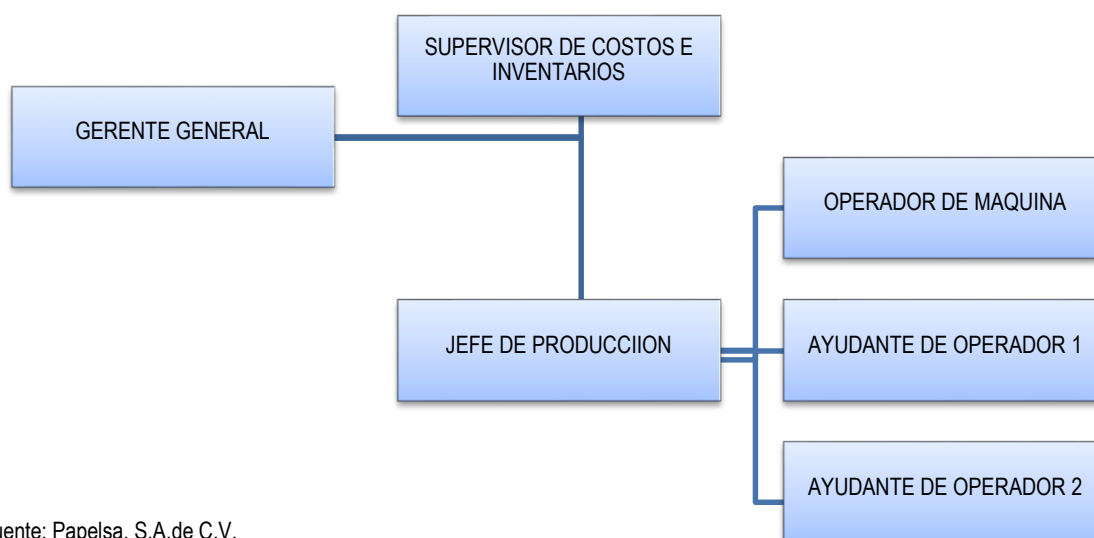 SUPERVISOR DE COSTOS E
INVENTARIOS
GERENTE GENERAL
OPERADOR DE MAQUINA
JEFE DE PRODUCCIION
AYUDANTE DE OPERADOR 1
AYUDANTE DE OPERADOR 2
uente: Papelsa, S.A.de C.V.